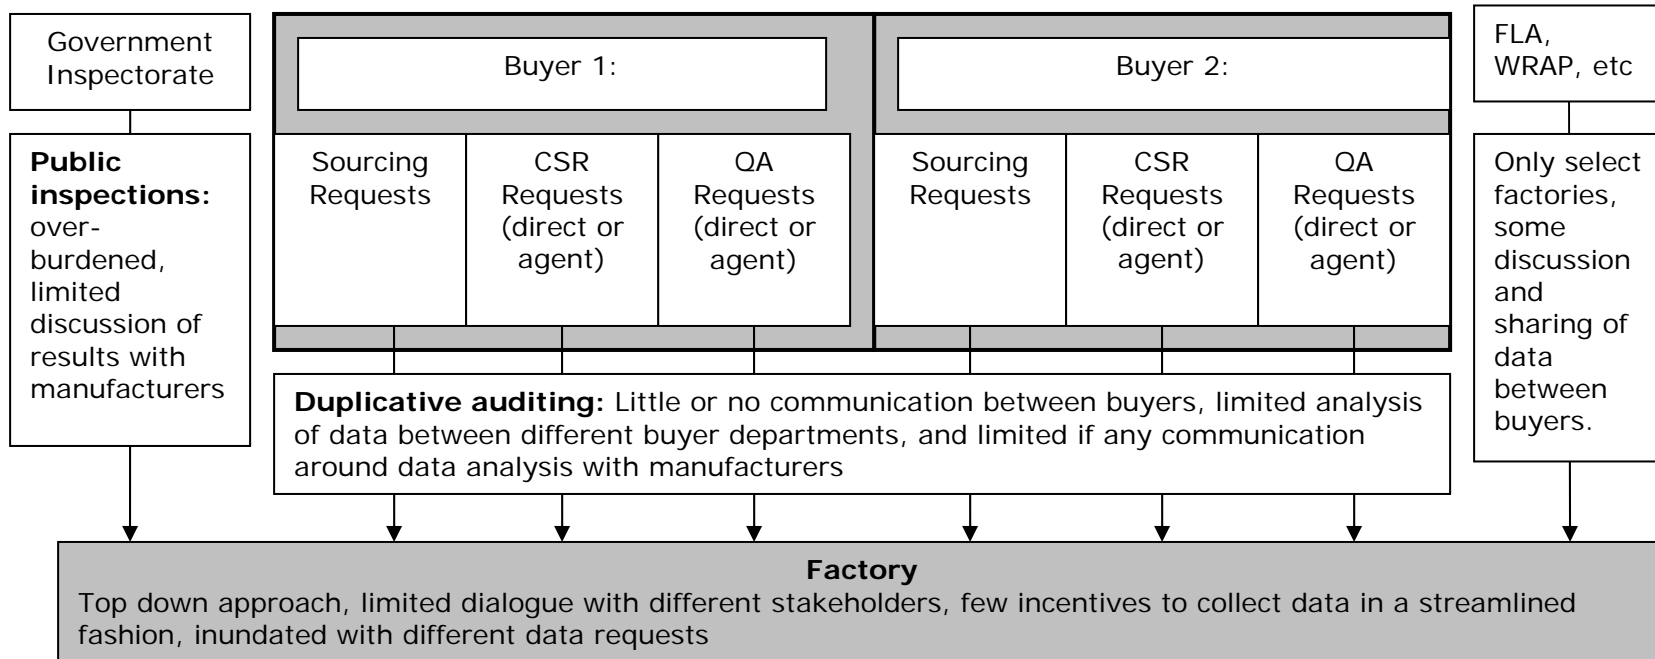 Government
Inspectorate
Public
inspections:
over-
burdened,
limited
discussion of
results with
manufacturers
Buyer 1:
Sourcing
Requests
CSR
Requests
(direct or
agent)
QA
Requests
(direct or
agent)
Buyer 2:
Sourcing
Requests
CSR
Requests
(direct or
agent)
QA
Requests
(direct or
agent)
FLA,
WRAP, etc
Only select
factories,
some
discussion
and
sharing of
data
between
buyers.
Duplicative auditing: Little or no communication between buyers, limited analysis
of data between different buyer departments, and limited if any communication
around data analysis with manufacturers
Factory
Top down approach, limited dialogue with different stakeholders, few incentives to collect data in a streamlined
fashion, inundated with different data requests